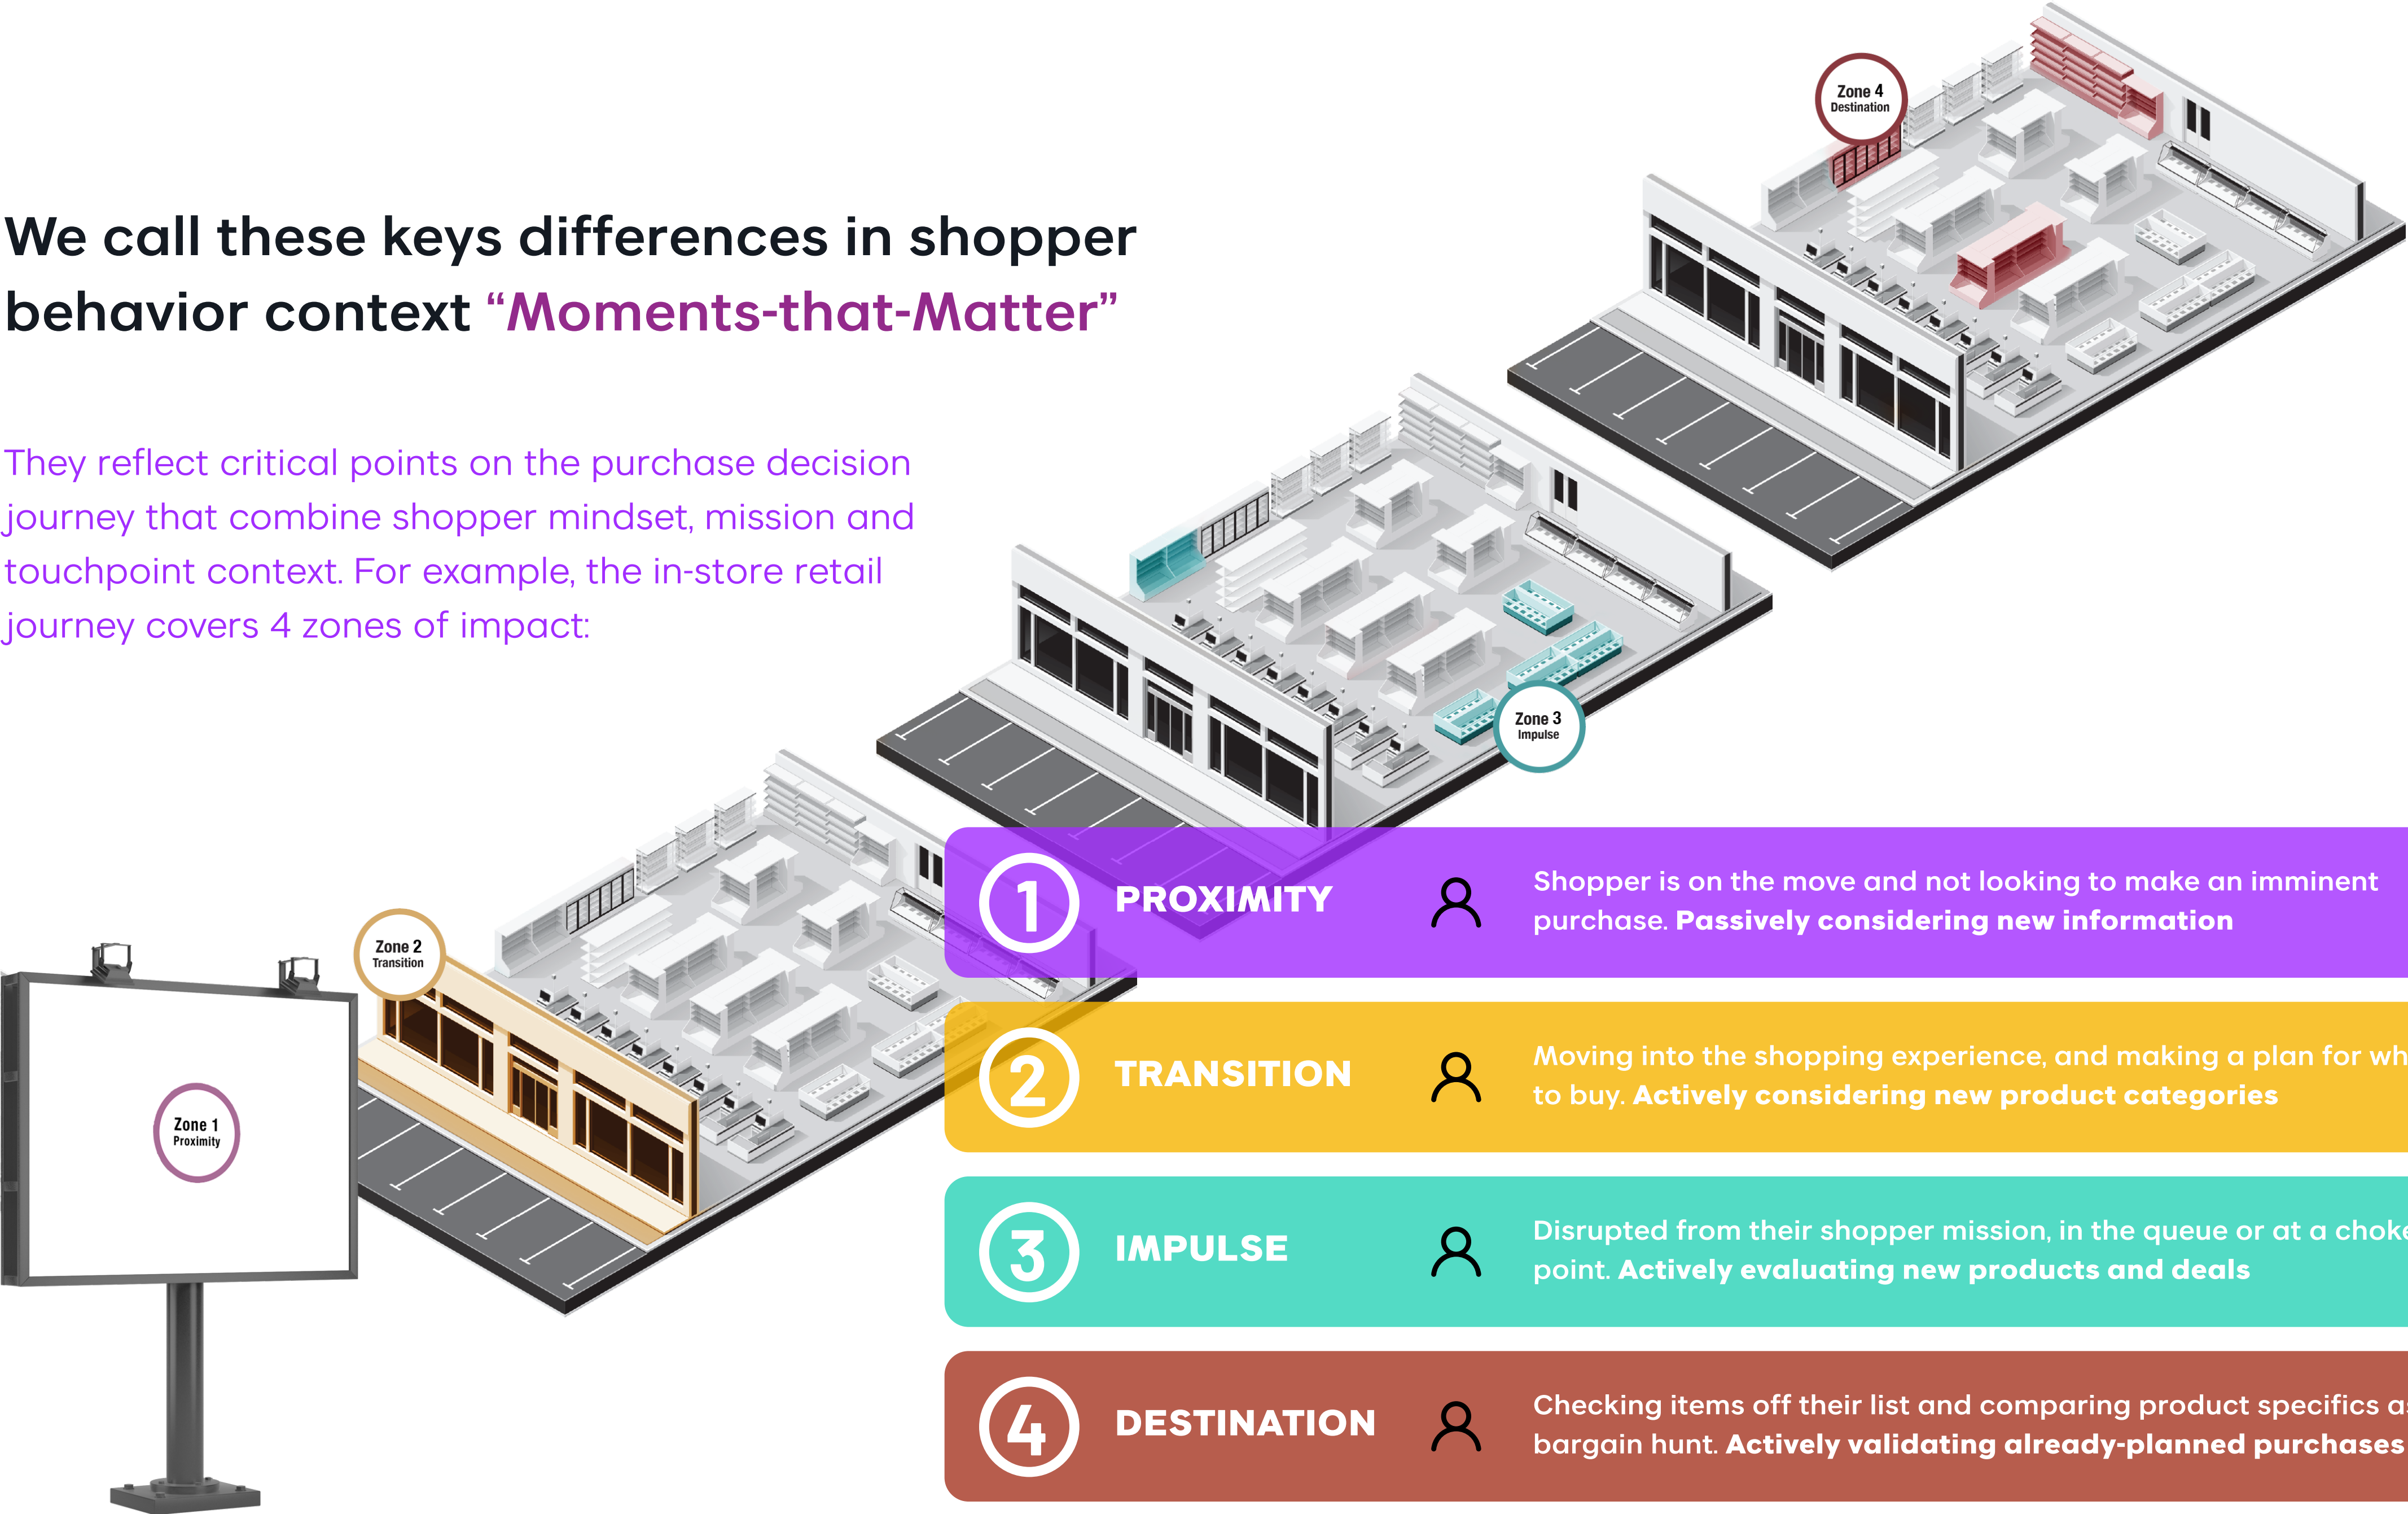 We call these keys differences in shopper
behavior context “Moments-that-Matter”
They reflect critical points on the purchase decision
journey that combine shopper mindset, mission and
touchpoint context. For example, the in-store retail
journey covers 4 zones of impact:
Zone 4
Destination
Zone 3
Impulse
Zone 2
Transition
Zone 1
Proximity
1 PROXIMITY
Shopper is on the move and not looking to make an imminent
purchase. Passively considering new information
2 TRANSITION
Moving into the shopping experience, and making a plan for
to buy. Actively considering new product categories
3 IMPULSE
Disrupted from their shopper mission, in the queue or at a choke
point. Actively evaluating new products and deals
4 DESTINATION
Checking items off their list and comparing product specifics
bargain hunt. Actively validating already-planned purchases